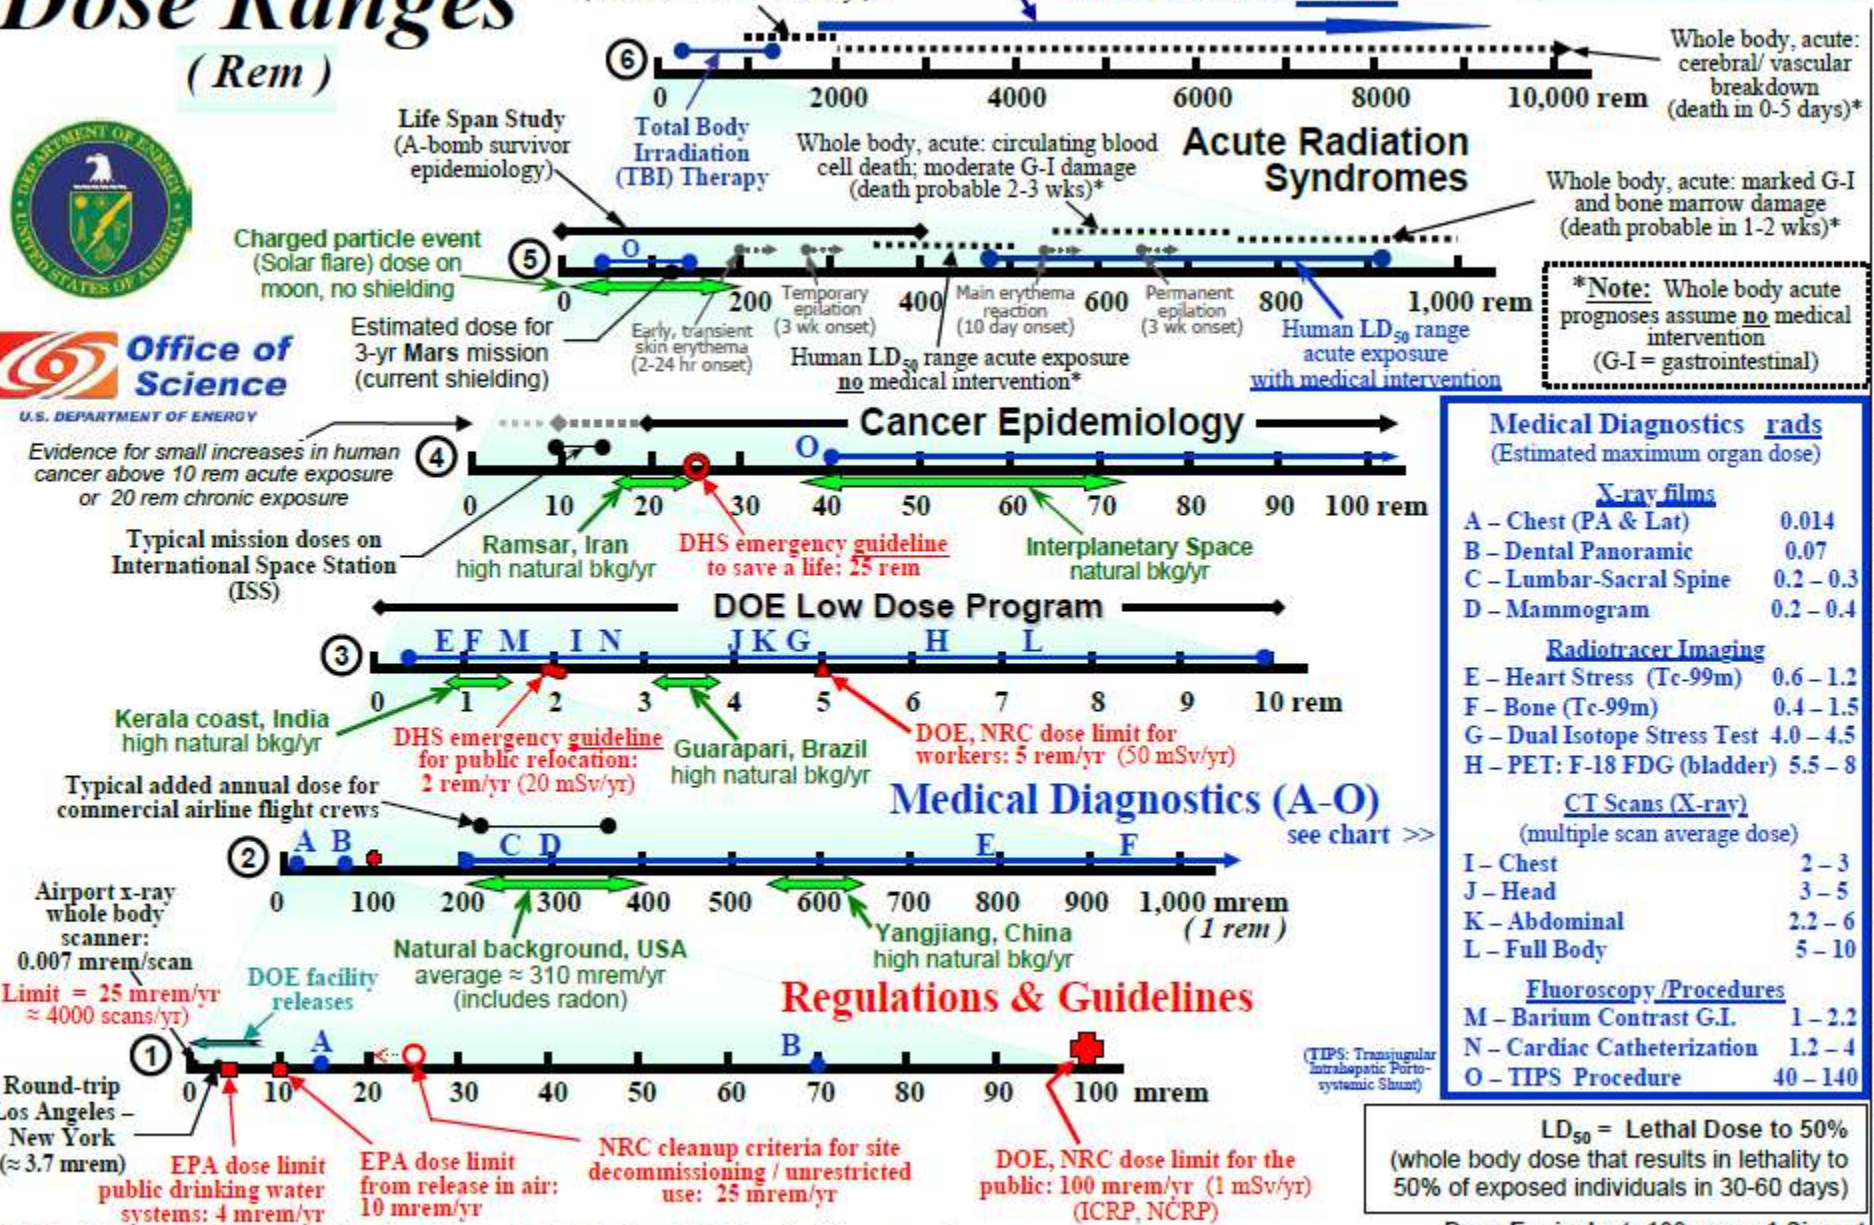 Dose Ranges
( Rem )
6
0 2000 4000 6000 8000 10,000 rem
Whole body, acute:
cerebral/ vascular
breakdown
(death in 0-5 days)*
Total Body
Irradiation
(TBI) Therapy
Life Span Study
(A-bomb survivor
epidemiology)
Whole body, acute: circulating blood
cell death; moderate G-I damage
(death probable 2-3 wks)*
Acute Radiation
Syndromes
Whole body, acute: marked G-I
and bone marrow damage
(death probable in 1-2 wks)*
DEPARTMENT OF ENERGY
UNITED STATES OF AMERICA
Charged particle event
(Solar flare) dose on
moon, no shielding
5
O
0 200 400 600 800 1,000 rem
Estimated dose for
3-yr Mars mission
(current shielding)
Early, transient
skin erythema
(2-24 hr onset)
Temporary
epilation
(3 wk onset)
Main erythema
reaction
(10 day onset)
Permanent
epilation
(3 wk onset)
Human LD50 range acute exposure
no medical intervention*
Human LD50 range
acute exposure
with medical intervention
*Note: Whole body acute
prognoses assume no medical
intervention
(G-I = gastrointestinal)
Office of
Science
U.S. DEPARTMENT OF ENERGY
Evidence for small increases in human
cancer above 10 rem acute exposure
or 20 rem chronic exposure
Cancer Epidemiology
4
O
0 10 20 30 40 50 60 70 80 90 100 rem
Typical mission doses on
International Space Station
(ISS)
Ramsar, Iran
high natural bkg/yr
DHS emergency guideline
to save a life: 25 rem
Interplanetary Space
natural bkg/yr
DOE Low Dose Program
3
E F M I N J K G H L
0 1 2 3 4 5 6 7 8 9 10 rem
Kerala coast, India
high natural bkg/yr
DHS emergency guideline
for public relocation:
2 rem/yr (20 mSv/yr)
Guarapari, Brazil
high natural bkg/yr
DOE, NRC dose limit for
workers: 5 rem/yr (50 mSv/yr)
Typical added annual dose for
commercial airline flight crews
Medical Diagnostics (A-O)
see chart >>
2
A B C D E F
0 100 200 300 400 500 600 700 800 900 1,000 mrem
(1 rem )
Airport x-ray
whole body
scanner:
0.007 mrem/scan
Limit = 25 mrem/yr
≈ 4000 scans/yr)
DOE facility
releases
Natural background, USA
average ≈ 310 mrem/yr
(includes radon)
Yangjiang, China
high natural bkg/yr
Regulations & Guidelines
1
A B
0 10 20 30 40 50 60 70 80 90 100 mrem
Round-trip
Los Angeles –
New York
(≈ 3.7 mrem)
EPA dose limit
public drinking water
systems: 4 mrem/yr
EPA dose limit
from release in air:
10 mrem/yr
NRC cleanup criteria for site
decommissioning / unrestricted
use: 25 mrem/yr
DOE, NRC dose limit for the
public: 100 mrem/yr (1 mSv/yr)
(ICRP, NCRP)
(TIPS: Transjugular
Intrahepatic Porto-
systemic Shunt)
Medical Diagnostics rads
(Estimated maximum organ dose)
X-ray films
A – Chest (PA & Lat) 0.014
B – Dental Panoramic 0.07
C – Lumbar-Sacral Spine 0.2 – 0.3
D – Mammogram 0.2 – 0.4
Radiotracer Imaging
E – Heart Stress (Tc-99m) 0.6 – 1.2
F – Bone (Tc-99m) 0.4 – 1.5
G – Dual Isotope Stress Test 4.0 – 4.5
H – PET: F-18 FDG (bladder) 5.5 – 8
CT Scans (X-ray)
(multiple scan average dose)
I – Chest 2 – 3
J – Head 3 – 5
K – Abdominal 2.2 – 6
L – Full Body 5 – 10
Fluoroscopy /Procedures
M – Barium Contrast G.I. 1 – 2.2
N – Cardiac Catheterization 1.2 – 4
O – TIPS Procedure 40 – 140
LD50 = Lethal Dose to 50%
(whole body dose that results in lethality to
50% of exposed individuals in 30-60 days)